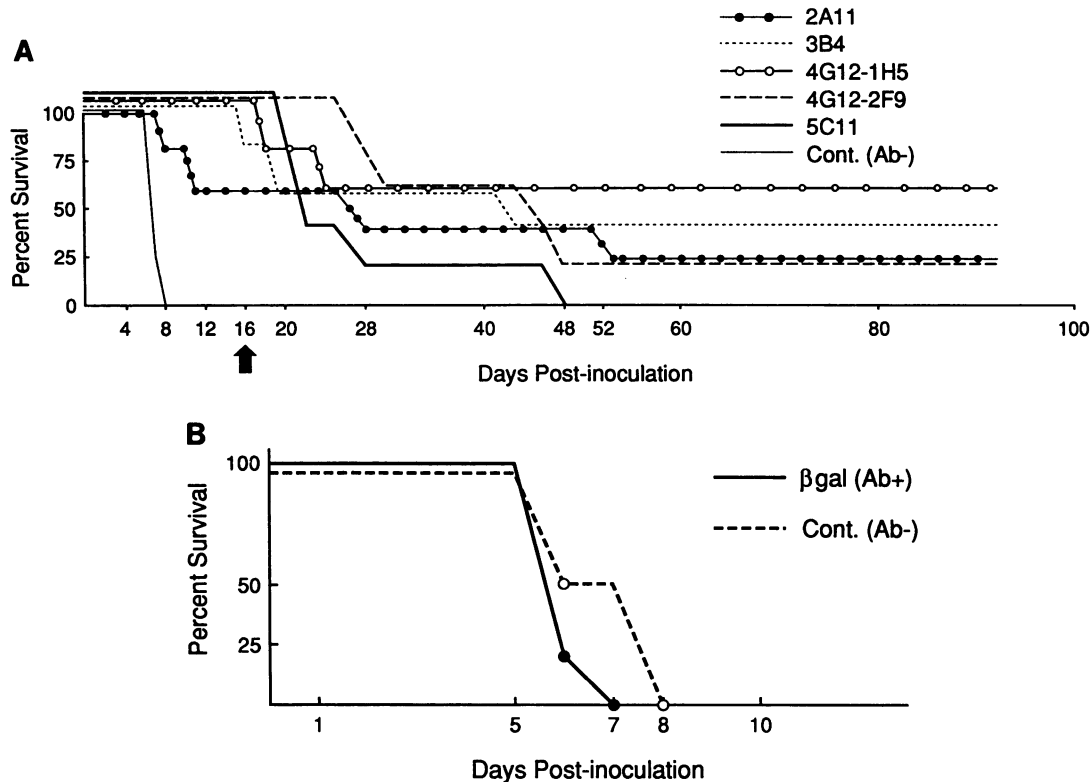 A
2A11
3B4
4G12-1H5
4G12-2F9
5C11
Cont. (Ab-)
Percent Survival
100
75
50
25
0
4 8 12 16 20 28 40 48 52 60 80 100
Days Post-inoculation
B
βgal (Ab+)
Cont. (Ab-)
Percent Survival
100
50
25
1 5 7 8 10
Days Post-inoculation